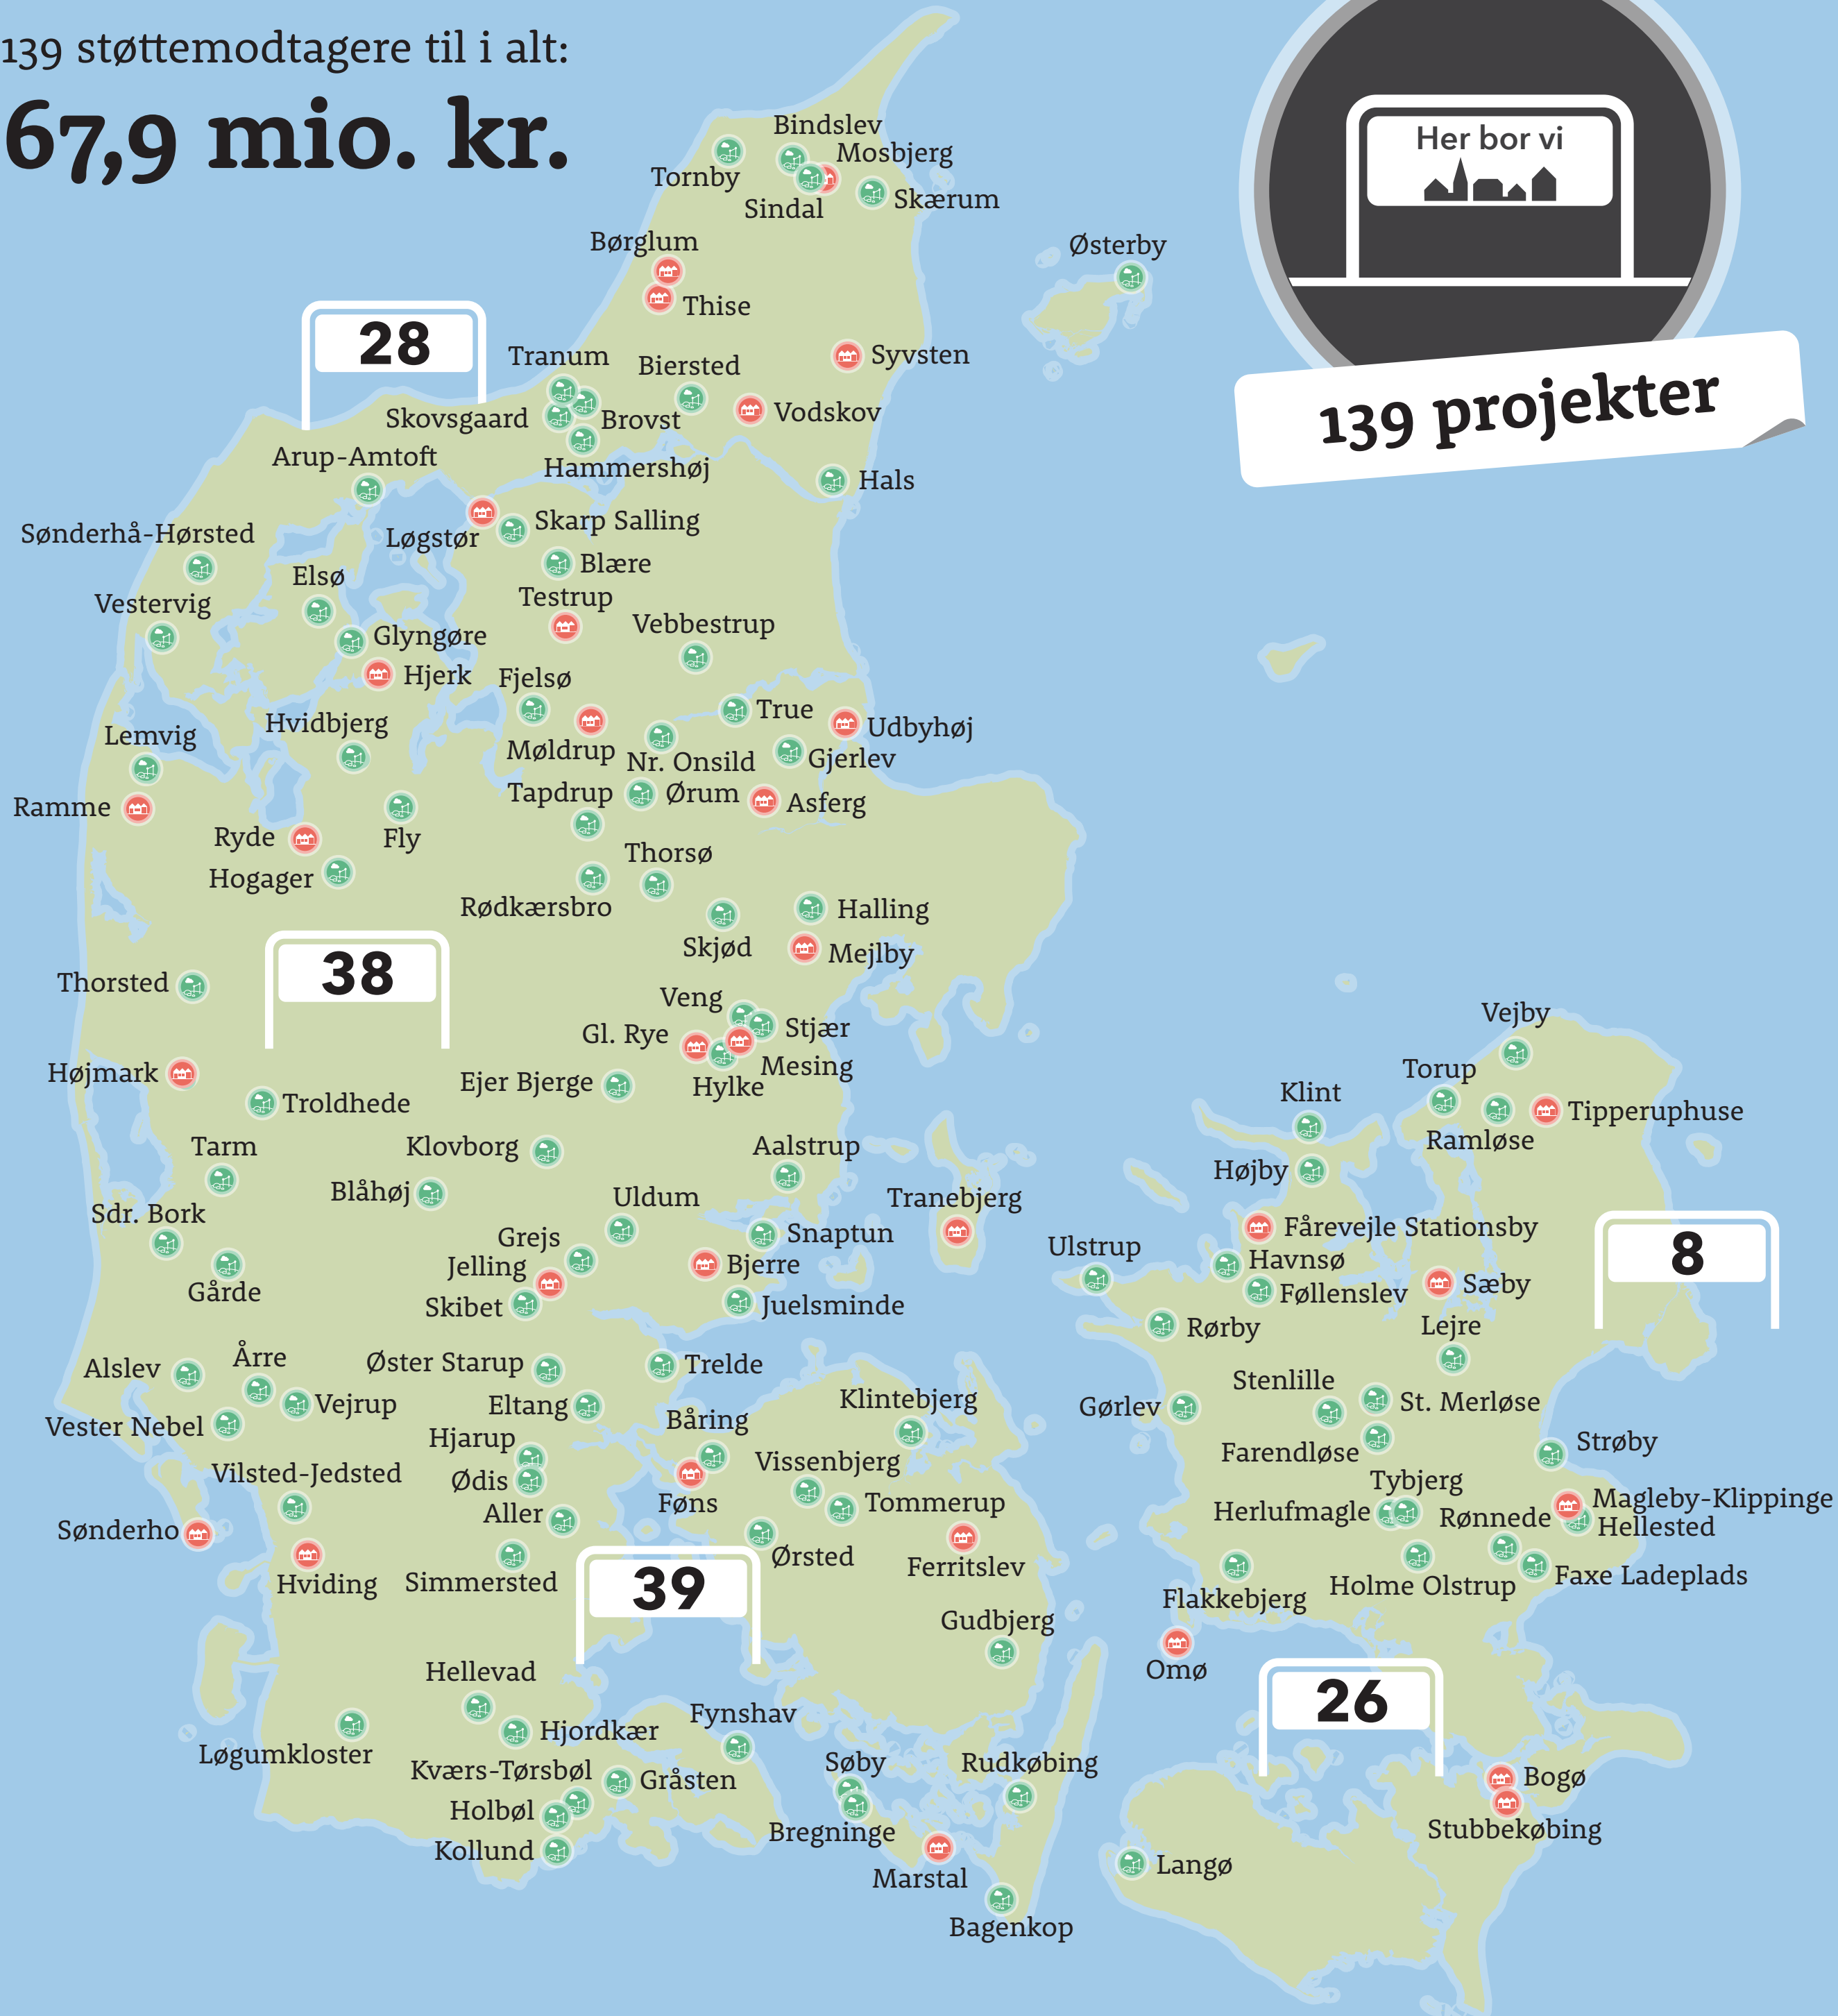 139 støttemodtagere til i alt:
67,9 mio. kr.
Her bor vi
139 projekter
Bindslev
Mosbjerg
Tornby
Skærum
Sindal
Børglum
Østerby
Thise
28
Tranum
Biersted
Syvsten
Skovsgaard
Brovst
Vodskov
Arup-Amtoft
Hammershøj
Hals
Sønderhå-Hørsted
Løgstør
Skarp Salling
Elsø
Blære
Vestervig
Testrup
Glyngøre
Vebbestrup
Hjerk
Fjelsø
Lemvig
Hvidbjerg
True
Udbyhøj
Møldrup
Nr. Onsild
Gjerlev
Ramme
Tapdrup
Ørum
Asferg
Ryde
Fly
Hogager
Thorsø
Rødkærsbro
Halling
Skjød
Mejlby
38
Thorsted
Veng
Stjær
Gl. Rye
Mesing
Højmark
Ejer Bjerge
Hylke
Troldhede
Tarm
Klovborg
Aalstrup
Blåhøj
Uldum
Tranebjerg
Sdr. Bork
Grejs
Snaptun
Jelling
Bjerre
Gårde
Skibet
Juelsminde
Vejby
Torup
Klint
Tipperuphuse
Ramløse
Højby
Fårevejle Stationsby
8
Ulstrup
Havnsø
Føllenslev
Sæby
Rørby
Lejre
Alslev
Årre
Øster Starup
Trelde
Stenlille
St. Merløse
Vejrup
Eltang
Klintebjerg
Gørlev
Vester Nebel
Båring
Farendløse
Strøby
Hjarup
Vilsted-Jedsted
Ødis
Vissenbjerg
Tybjerg
Føns
Tommerup
Herlufmagle
Rønnede
Magleby-Klippinge
Hellested
Sønderho
Aller
Ørsted
Ferritslev
Hviding
Simmersted
39
Flakkebjerg
Holme Olstrup
Faxe Ladeplads
Gudbjerg
Omø
Hellevad
26
Fynshav
Løgumkloster
Hjordkær
Søby
Rudkøbing
Kværs-Tørsbøl
Gråsten
Bogø
Holbøl
Bregninge
Stubbekøbing
Kollund
Marstal
Langø
Bagenkop